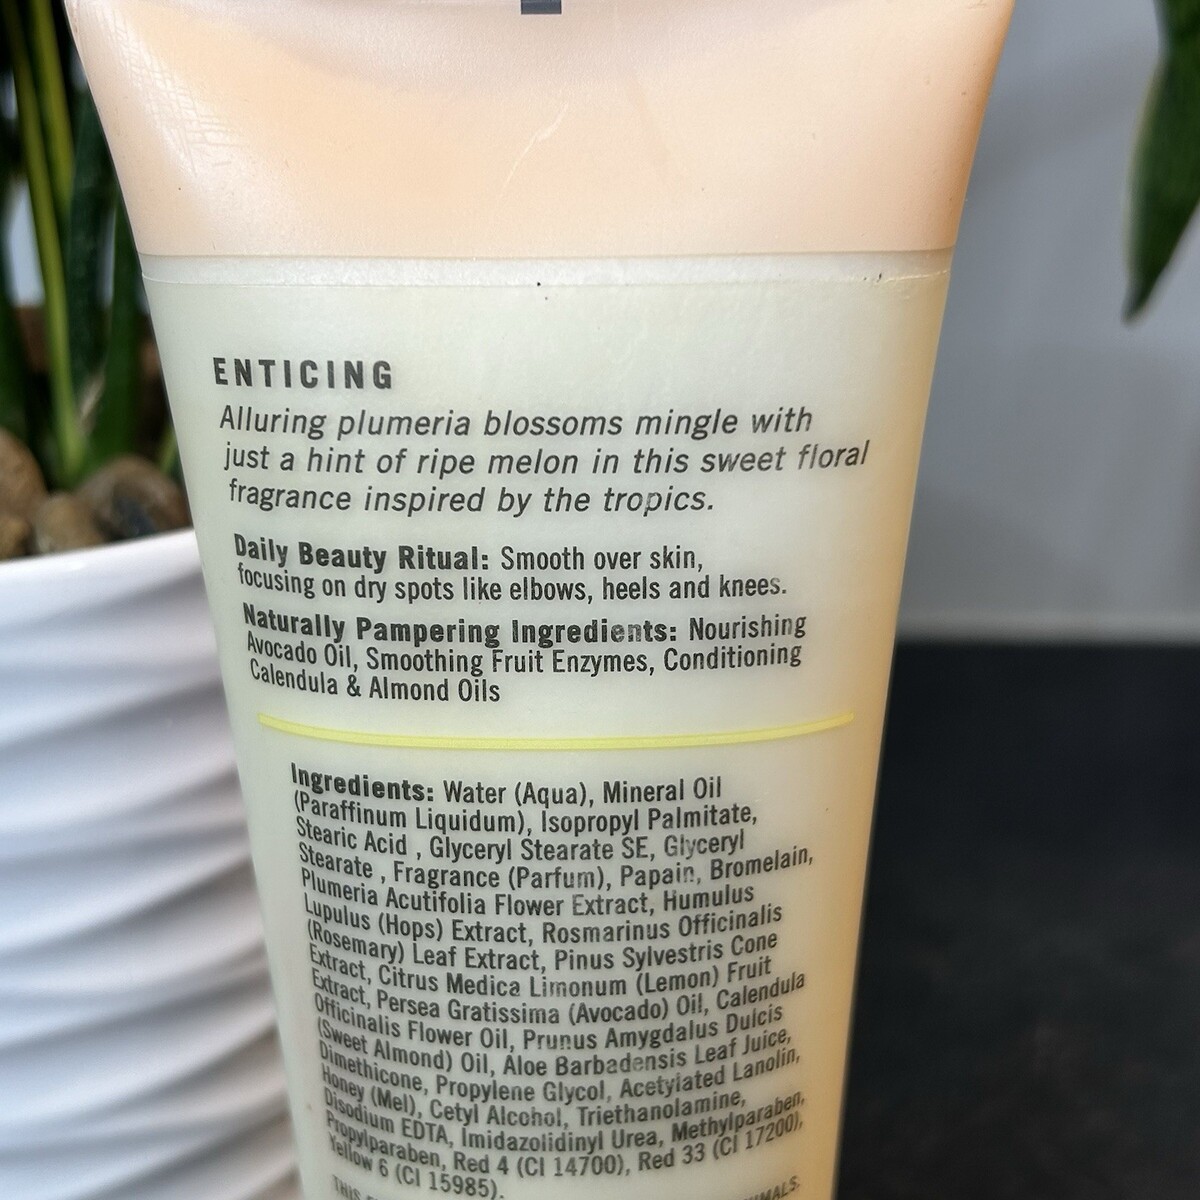 ENTICING
Alluring plumeria blossoms mingle with
just a hint of ripe melon in this sweet floral
fragrance inspired by the tropics.
Daily Beauty Ritual: Smooth over skin,
focusing on dry spots like elbows, heels and knees.
Naturally Pampering Ingredients: Nourishing
Avocado Oil, Smoothing Fruit Enzymes, Conditioning
Calendula & Almond Oils
Ingredients: Water (Aqua), Mineral Oil
(Paraffinum Liquidum), Isopropyl Palmitate,
Stearic Acid , Glyceryl Stearate SE, Glyceryl
Stearate , Fragrance (Parfum), Papain, Bromelain,
Plumeria Acutifolia Flower Extract, Humulus
Lupulus (Hops) Extract, Rosmarinus Officinalis
(Rosemary) Leaf Extract, Pinus Sylvestris Cone
Extract, Citrus Medica Limonum (Lemon) Fruit
Extract, Persea Gratissima (Avocado) Oil, Calendula
Officinalis Flower Oil, Prunus Amygdalus Dulcis
(Sweet Almond) Oil, Aloe Barbadensis Leaf Juice,
Dimethicone, Propylene Glycol, Acetylated Lanolin,
Honey (Mel), Cetyl Alcohol, Triethanolamine,
Disodium EDTA, Imidazolidinyl Urea, Methylparaben,
Propylparaben, Red 4 (CI 14700), Red 33 (CI 17200),
Yellow 6 (CI 15985).
THIS